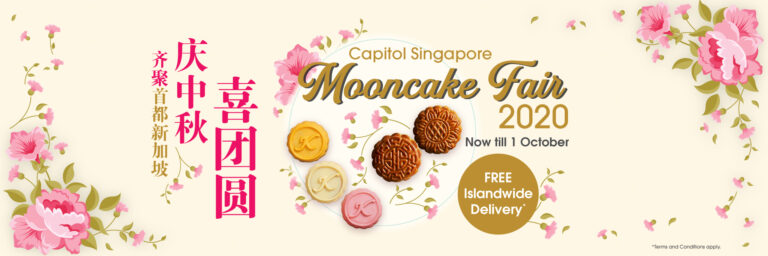 庆中秋
喜团圆
齐聚首都新加坡
Capitol Singapore
Mooncake Fair
2020
Now till 1 October
FREE
Islandwide
Delivery*
*Terms and Conditions apply.